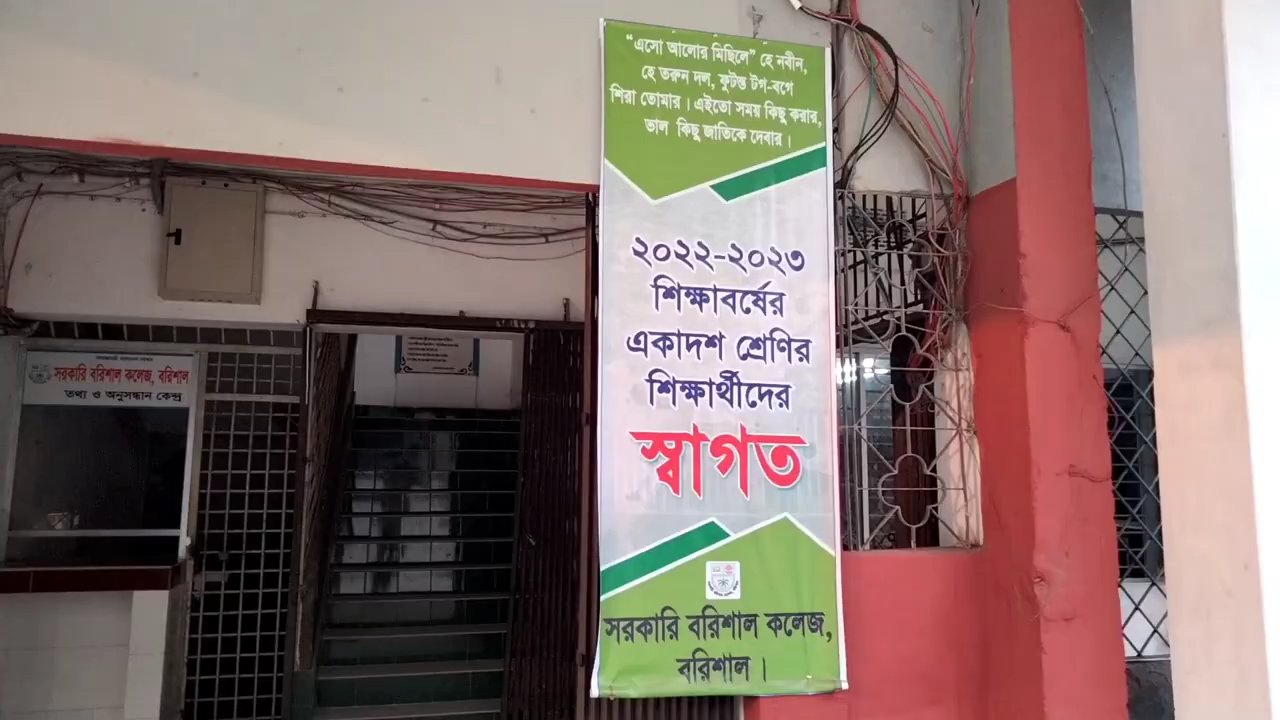 "এসো আলোর মিছিলে" হে নবীন,
হে তরুন দল, ফুটন্ত টগ-বগে
শিরা তোমার। এইতো সময় কিছু করার,
ভাল কিছু জাতিকে দেবার।
২০২২-২০২৩
শিক্ষাবর্ষের
একাদশ শ্রেণির
শিক্ষার্থীদের
স্বাগত
সরকারি বরিশাল কলেজ,
বরিশাল।
সরকারি বরিশাল কলেজ, বরিশাল
তথ্য ও অনুসন্ধান কেন্দ্র